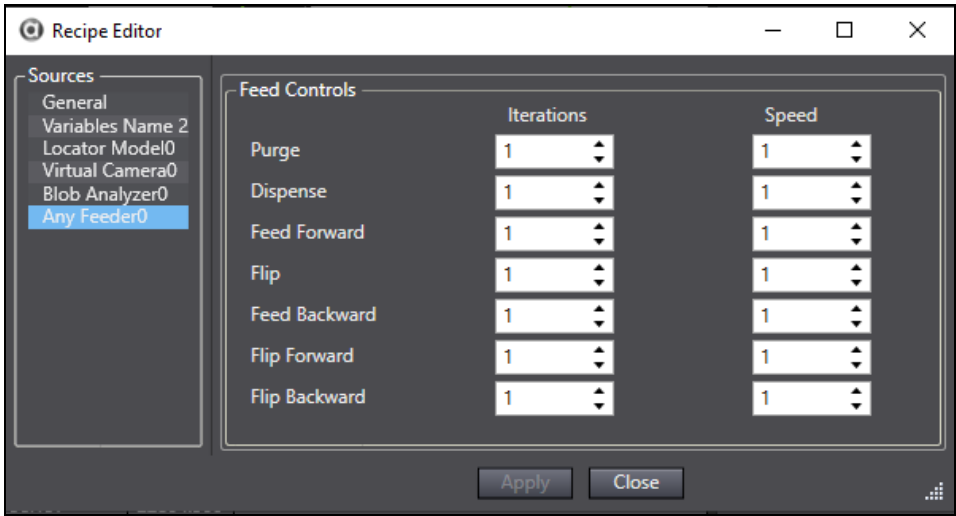 Recipe Editor
Sources
General
Variables Name 2
Locator Model0
Virtual Camera0
Blob Analyzer0
Any Feeder0
Feed Controls
Iterations Speed
Purge 1 1
Dispense 1 1
Feed Forward 1 1
Flip 1 1
Feed Backward 1 1
Flip Forward 1 1
Flip Backward 1 1
Apply Close